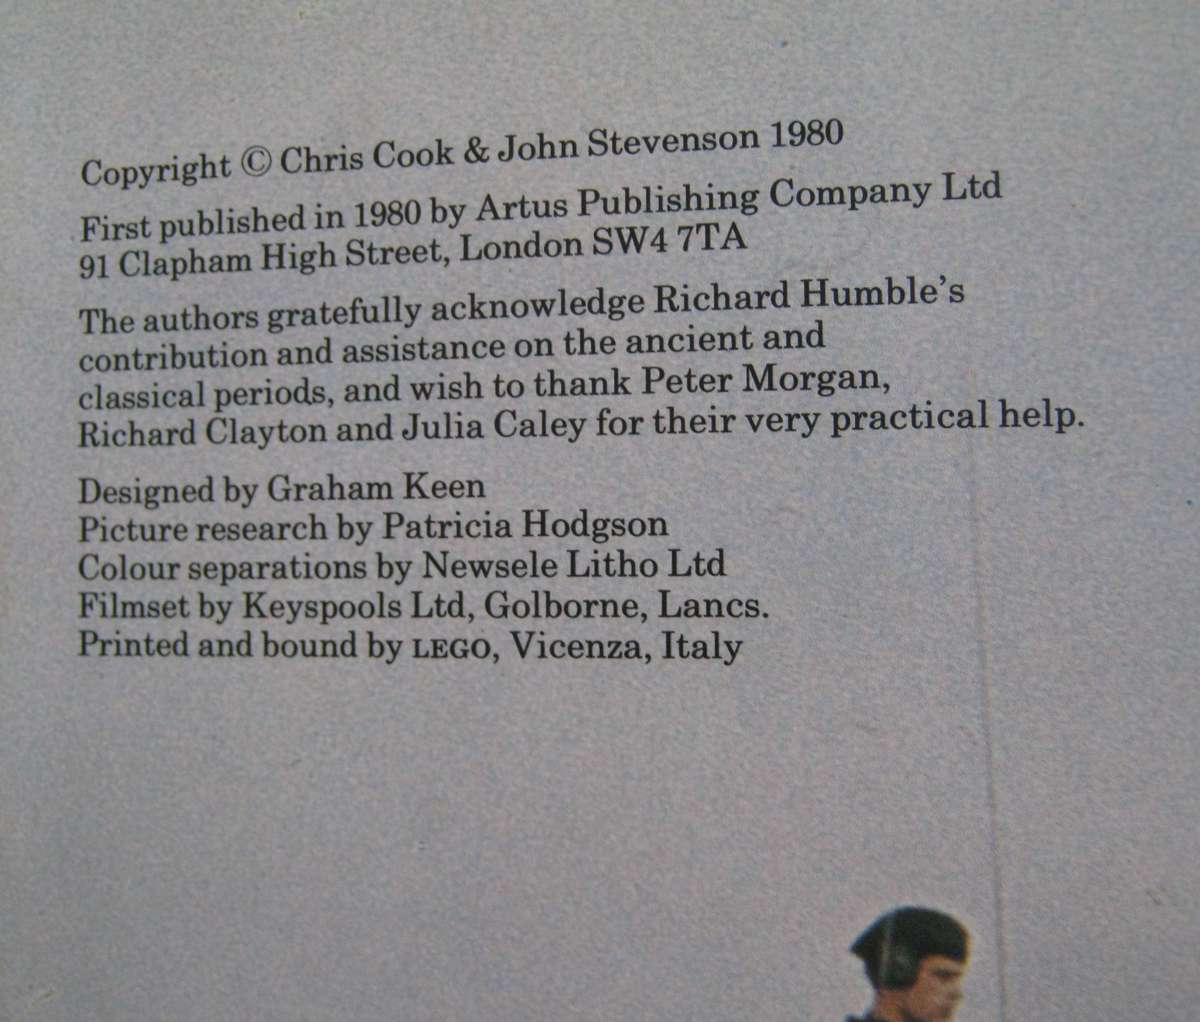 Copyright © Chris Cook & John Stevenson 1980
First published in 1980 by Artus Publishing Company Ltd
91 Clapham High Street, London SW4 7TA
The authors gratefully acknowledge Richard Humble's
contribution and assistance on the ancient and
classical periods, and wish to thank Peter Morgan,
Richard Clayton and Julia Caley for their very practical help.
Designed by Graham Keen
Picture research by Patricia Hodgson
Colour separations by Newsele Litho Ltd
Filmset by Keyspools Ltd, Golborne, Lancs.
Printed and bound by LEGO, Vicenza, Italy